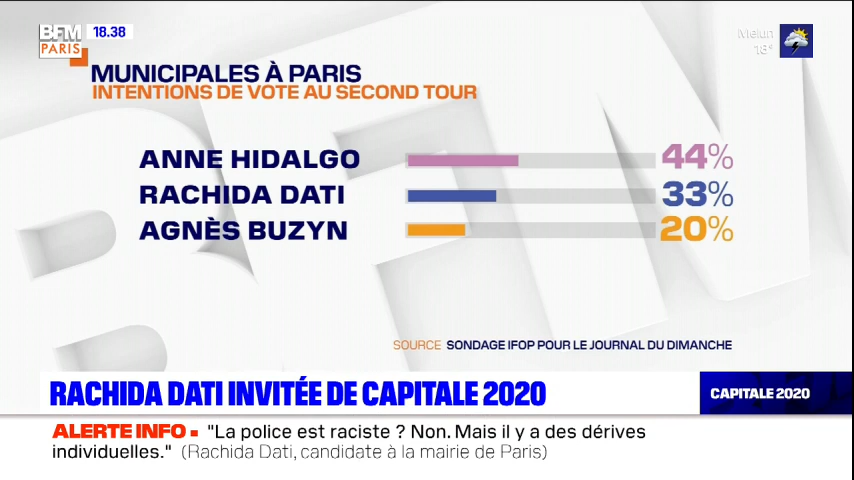 BFM
PARIS
18.38
Melun
18°
MUNICIPALES À PARIS
INTENTIONS DE VOTE AU SECOND TOUR
ANNE HIDALGO 44%
RACHIDA DATI 33%
AGNÈS BUZYN 20%
SOURCE SONDAGE IFOP POUR LE JOURNAL DU DIMANCHE
RACHIDA DATI INVITÉE DE CAPITALE 2020
CAPITALE 2020
ALERTE INFO "La police est raciste ? Non. Mais il y a des dérives
individuelles." (Rachida Dati, candidate à la mairie de Paris)